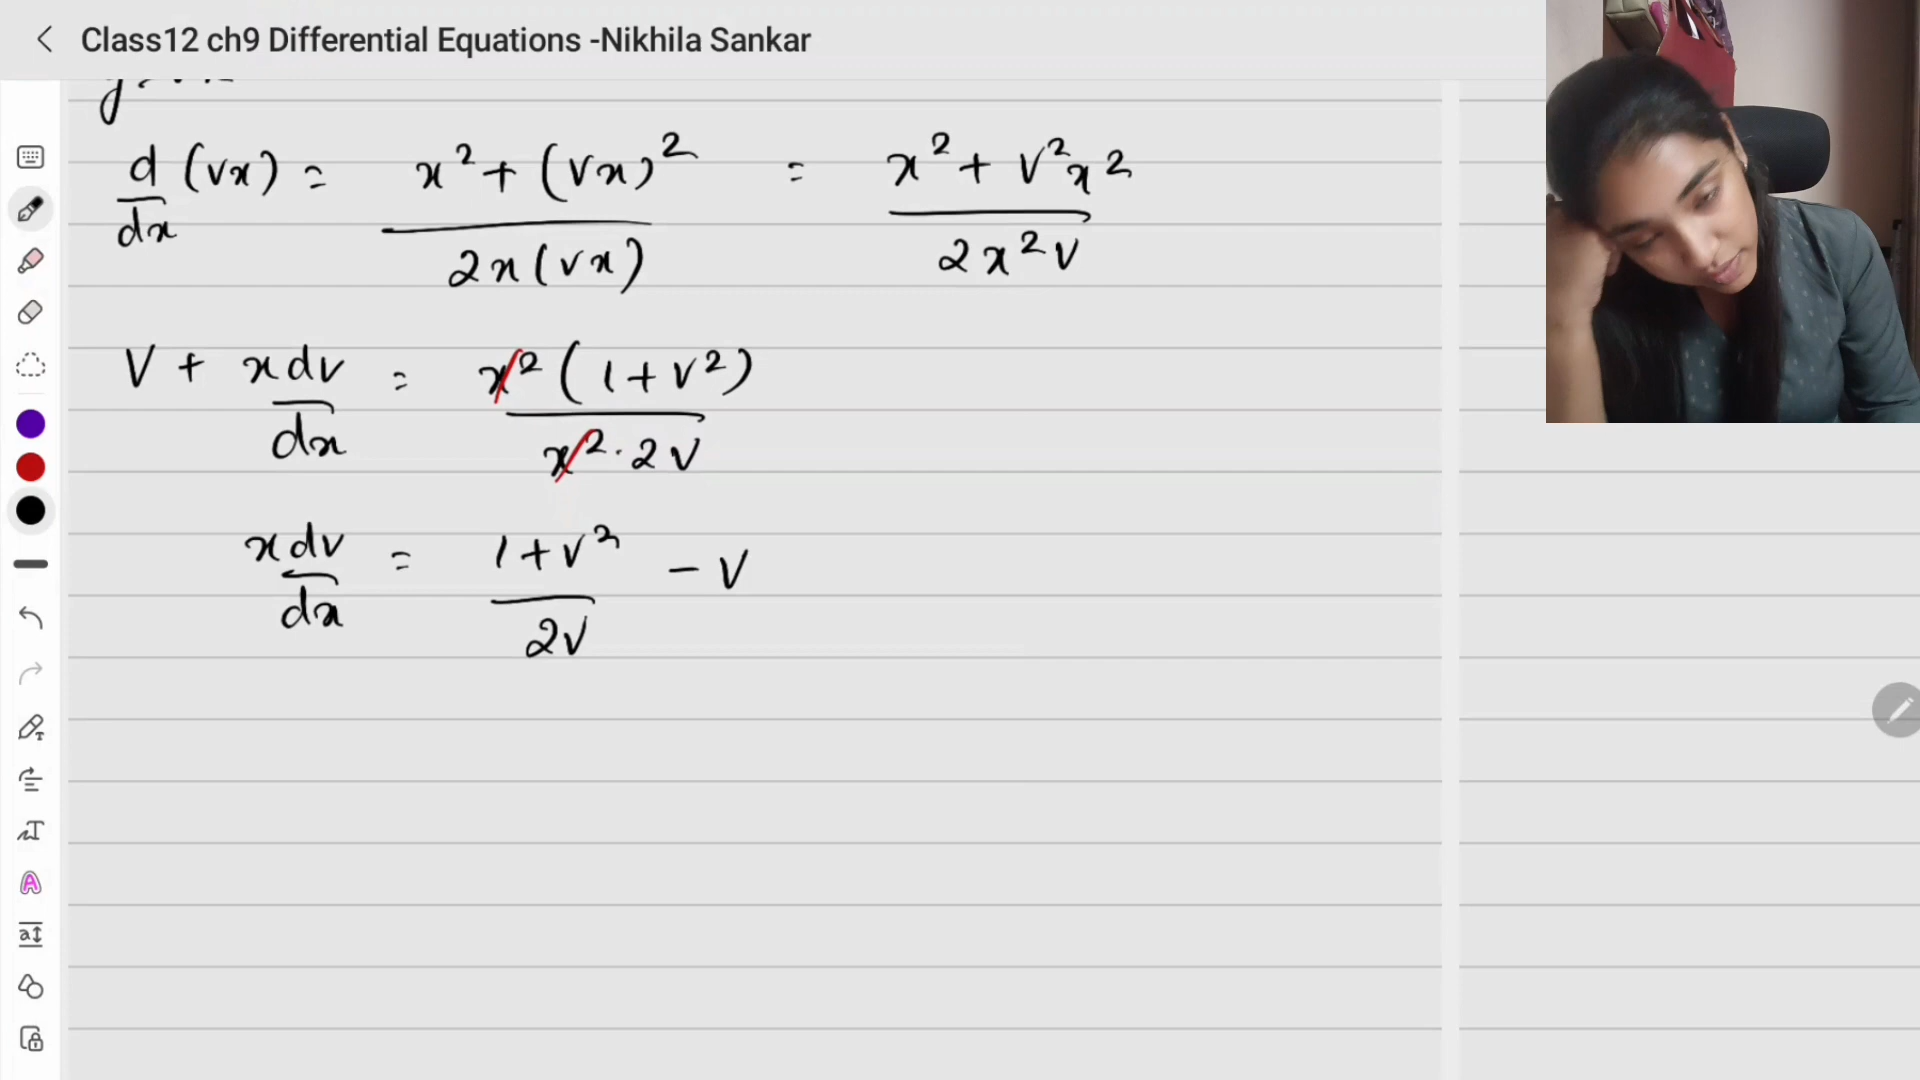 Class12 ch9 Differential Equations -Nikhila Sankar
d/dx (vx) = x² + (vx)² / 2x(vx) = x² + v²x² / 2x²v
v + x dv/dx = x²(1+v²) / x².2v
x dv/dx = 1+v² / 2v - v